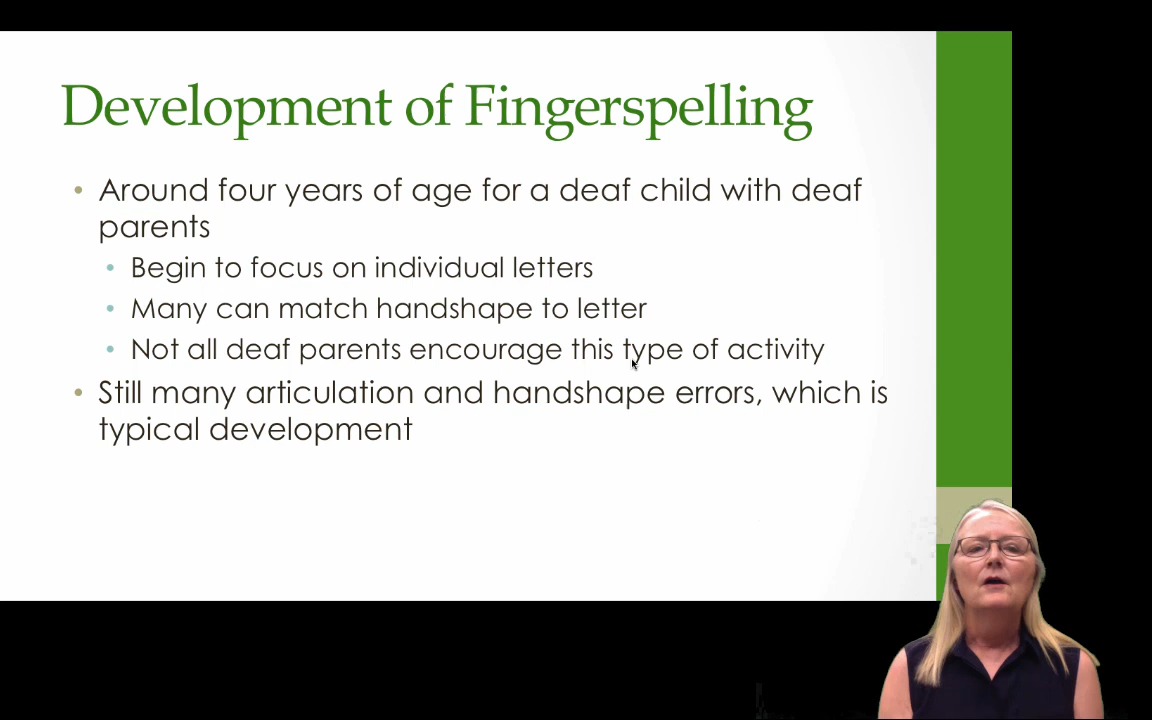 Development of Fingerspelling
• Around four years of age for a deaf child with deaf
parents
• Begin to focus on individual letters
• Many can match handshape to letter
• Not all deaf parents encourage this type of activity
• Still many articulation and handshape errors, which is
typical development